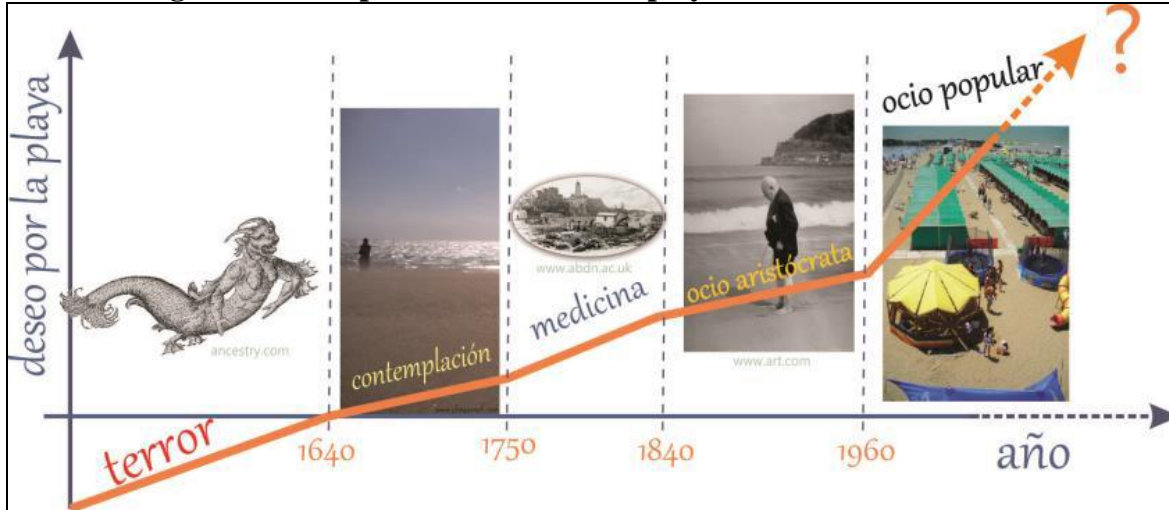 deseo por la playa
ancestry.com
terror
contemplación
www.abdn.ac.uk
medicina
ocio aristócrata
www.art.com
ocio popular
?
1640
1750
1840
1960
año